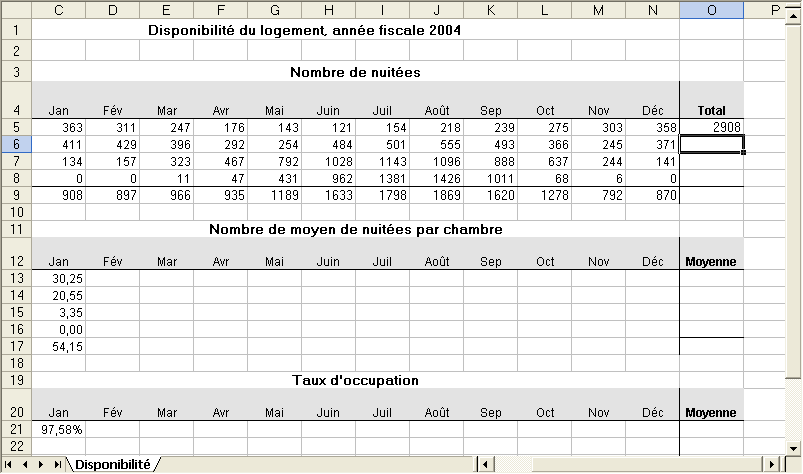 C D E F G H I J K L M N O P
1 Disponibilité du logement, année fiscale 2004
2
3 Nombre de nuitées
4 Jan Fév Mar Avr Mai Juin Juil Août Sep Oct Nov Déc Total
5 363 311 247 176 143 121 154 218 239 275 303 358 2908
6 411 429 396 292 254 484 501 555 493 366 245 371
7 134 157 323 467 792 1028 1143 1096 888 637 244 141
8 0 0 11 47 431 962 1381 1426 1011 68 6 0
9 908 897 966 935 1189 1633 1798 1869 1620 1278 792 870
10
11 Nombre de moyen de nuitées par chambre
12 Jan Fév Mar Avr Mai Juin Juil Août Sep Oct Nov Déc Moyenne
13 30,25
14 20,55
15 3,35
16 0,00
17 54,15
18
19 Taux d'occupation
20 Jan Fév Mar Avr Mai Juin Juil Août Sep Oct Nov Déc Moyenne
21 97,58%
22
Disponibilité